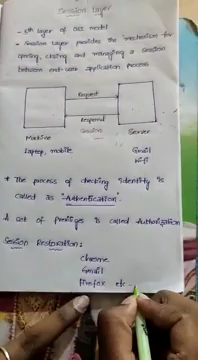 Session Layer
- 5th layer of OSI model
- Session layer provides the mechanism for
opening, closing and managing a session
between end-user application process
Request
Respond
Session
Machine Server
Laptop, mobile Gmail
Wifi
* The process of checking Identity is
called as "Authentication".
A set of is called Authorization
Session Restoration:
Chrome
Gmail
Firefox etc.